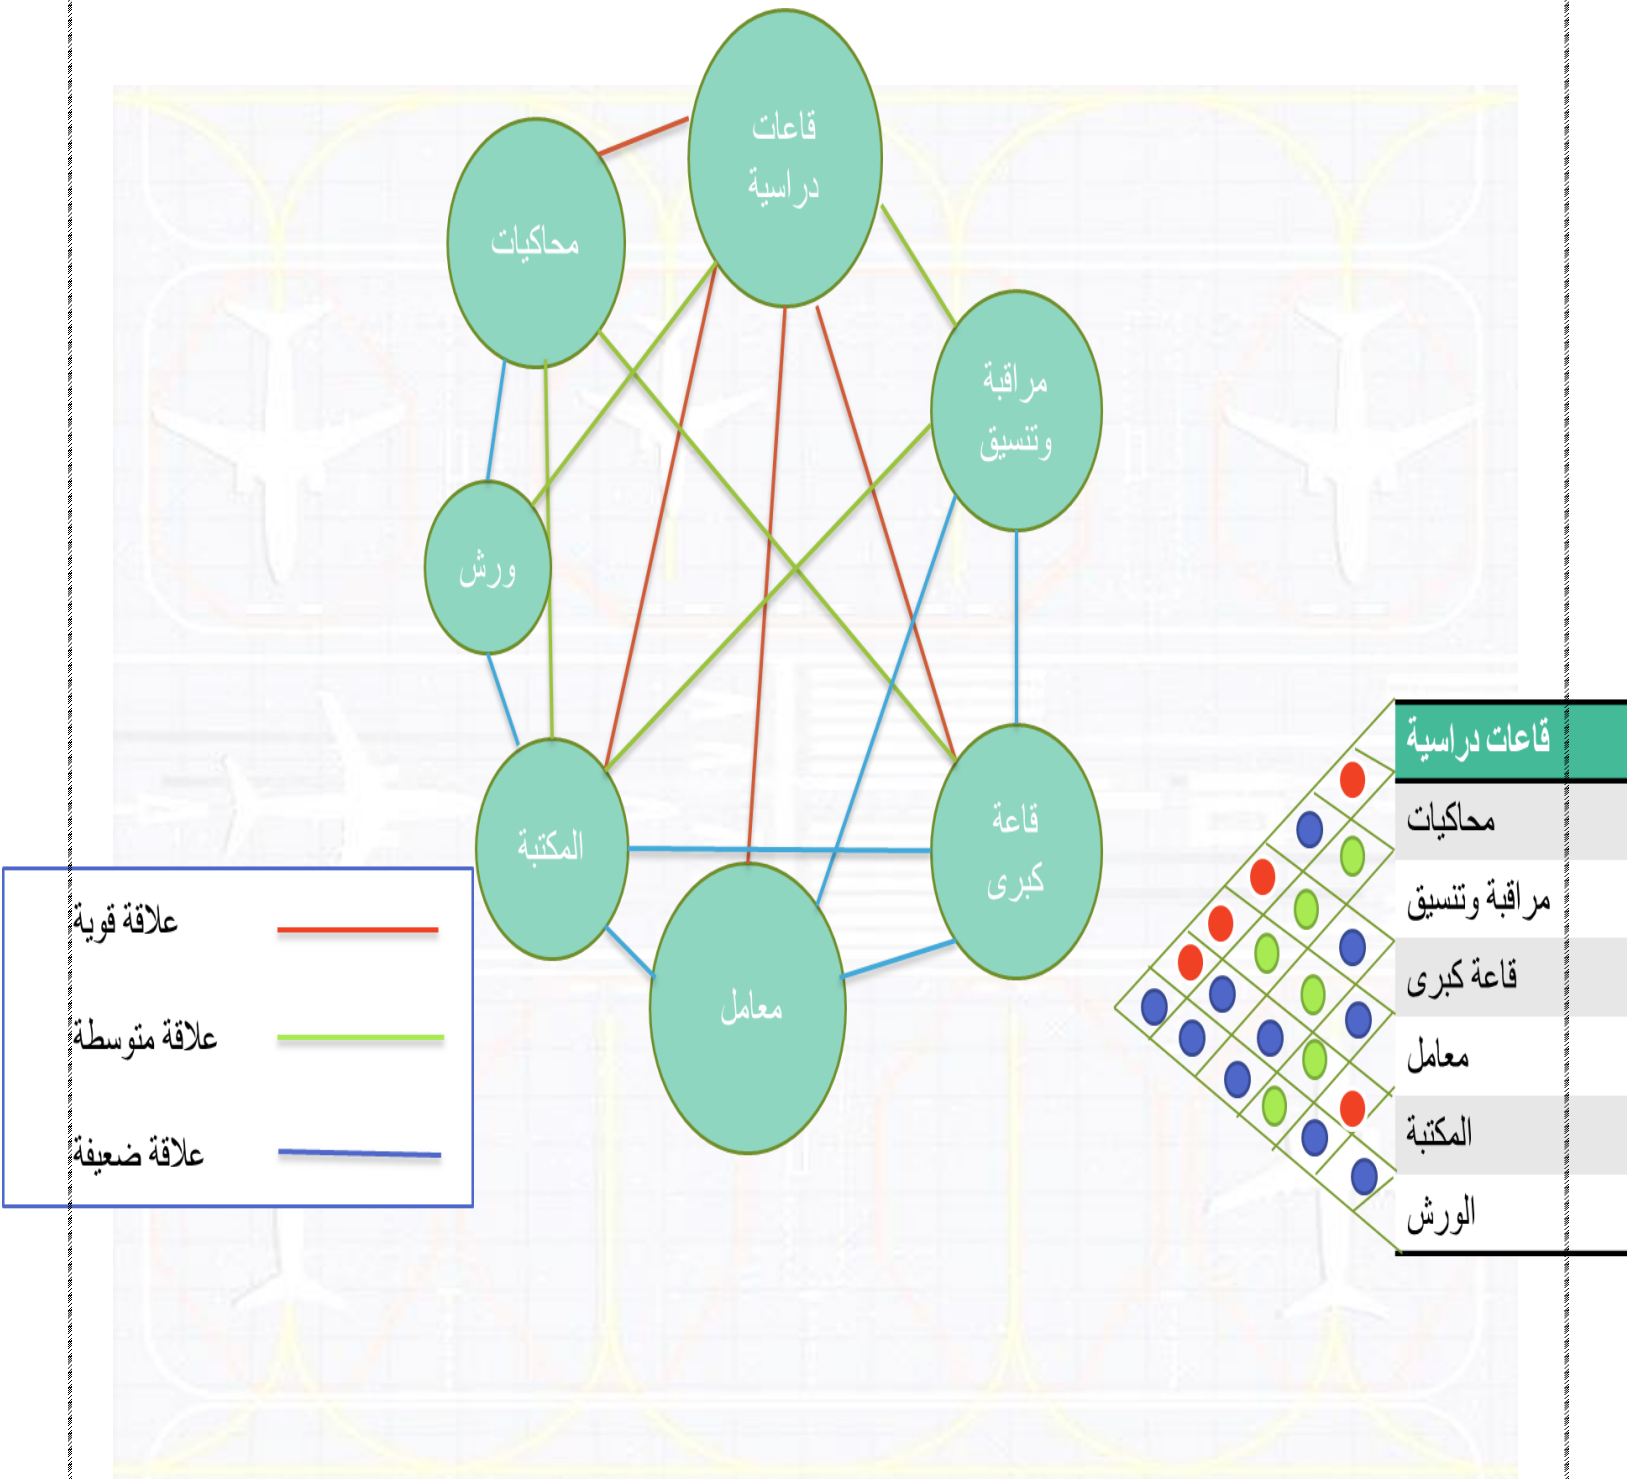 قاعات
دراسية
محاكيات
مراقبة
وتنسيق
ورش
المكتبة
قاعة
كبرى
معامل
علاقة قوية
علاقة متوسطة
علاقة ضعيفة
قاعات دراسية
محاكيات
مراقبة وتنسيق
قاعة كبرى
معامل
المكتبة
الورش